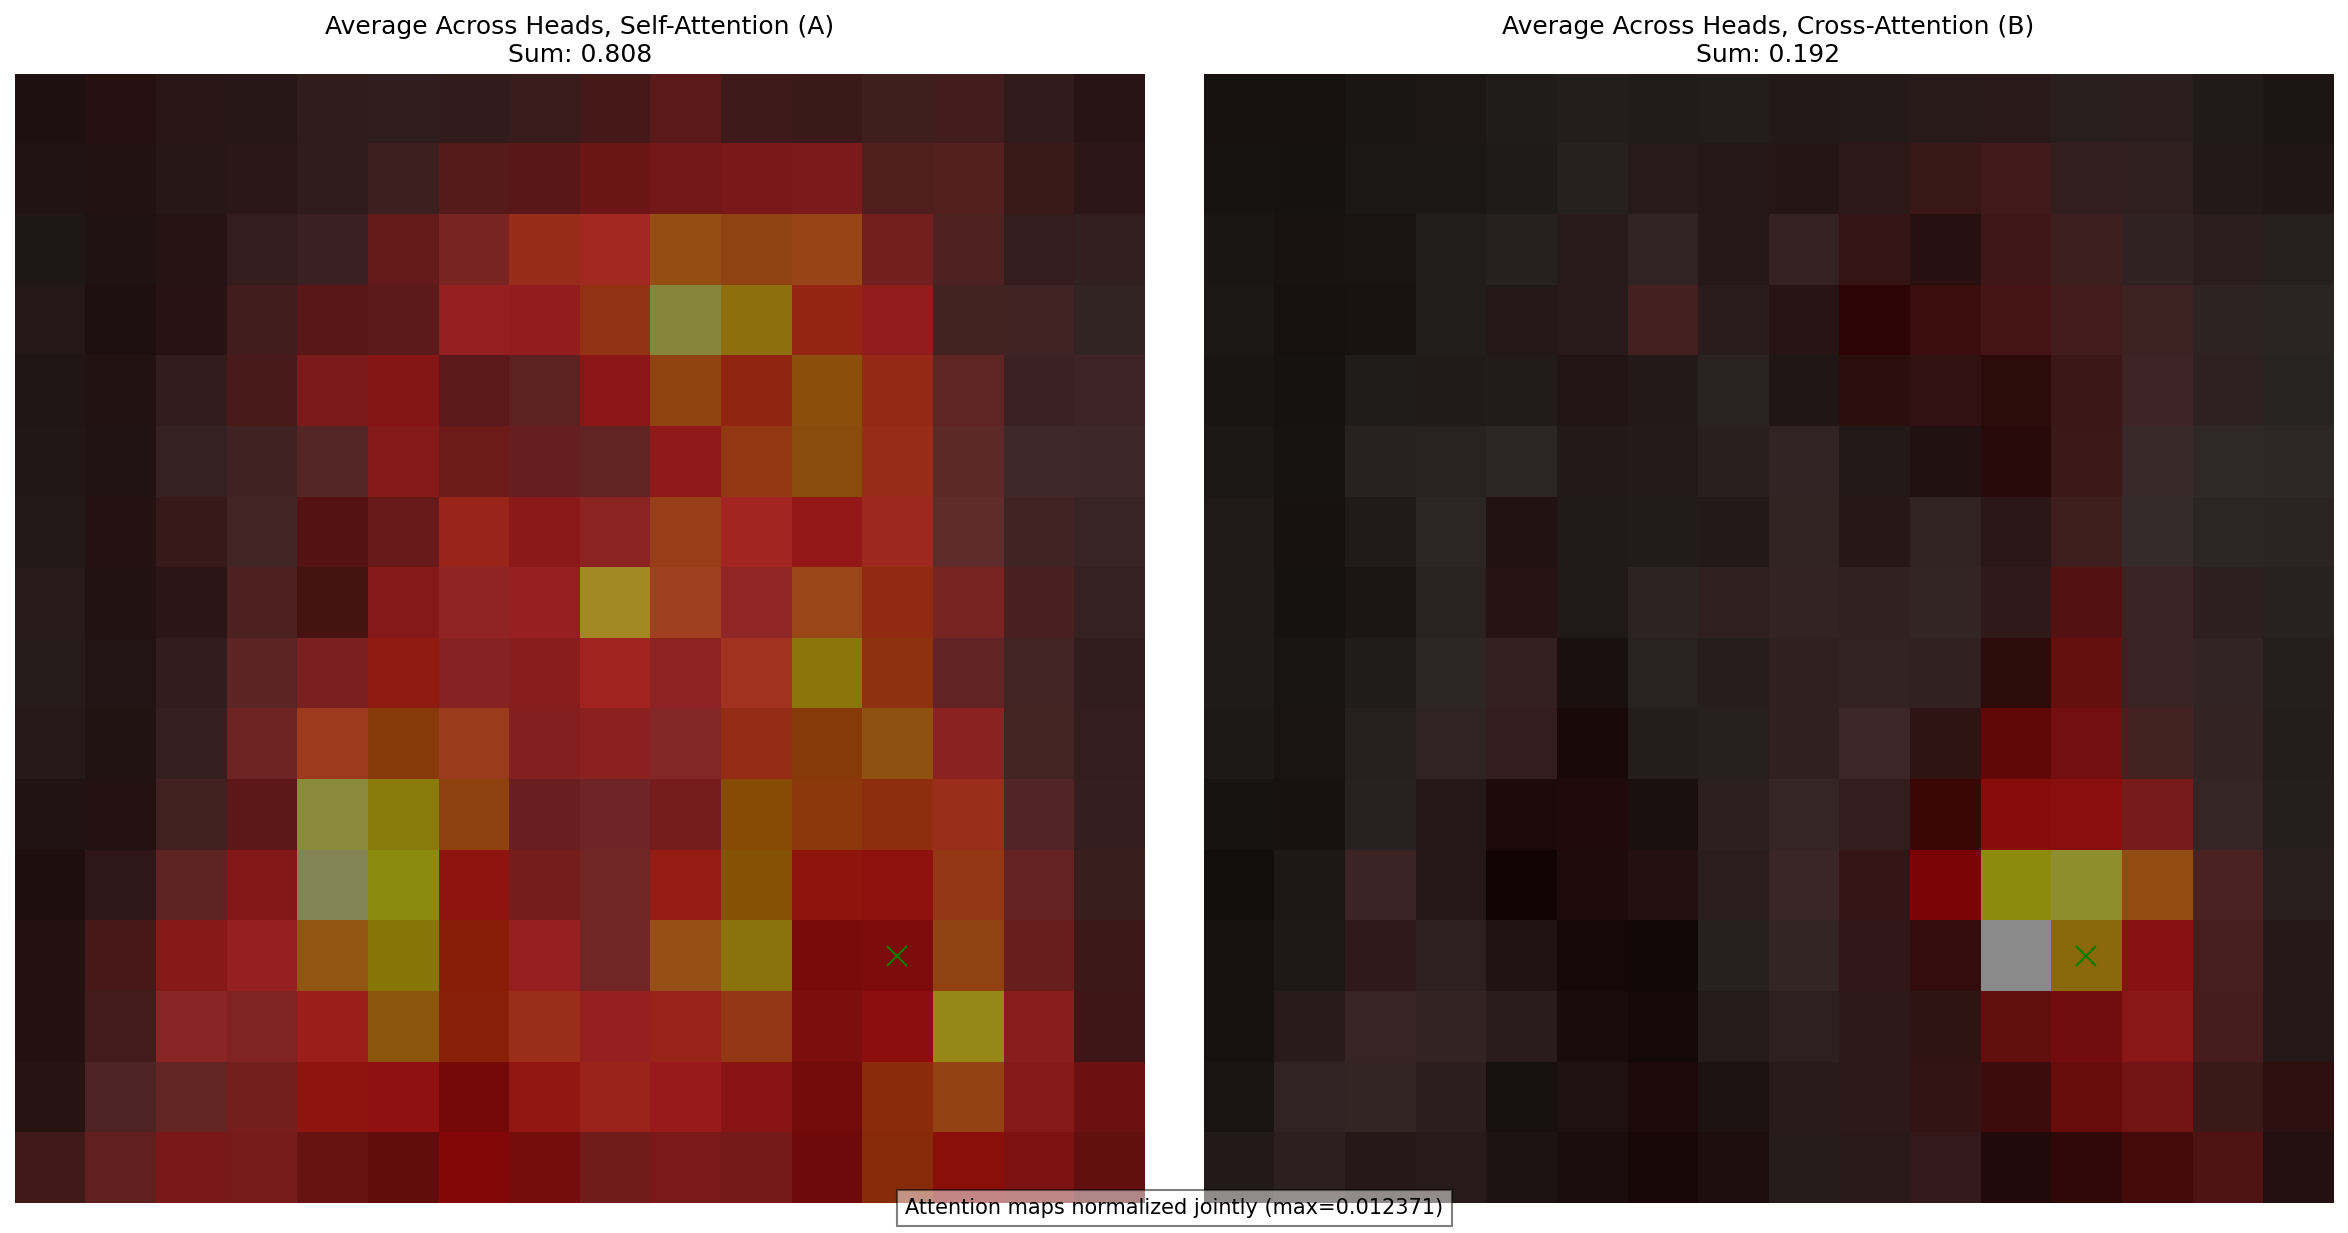 Average Across Heads, Self-Attention (A)
Sum: 0.808
Average Across Heads, Cross-Attention (B)
Sum: 0.192
Attention maps normalized jointly (max=0.012371)